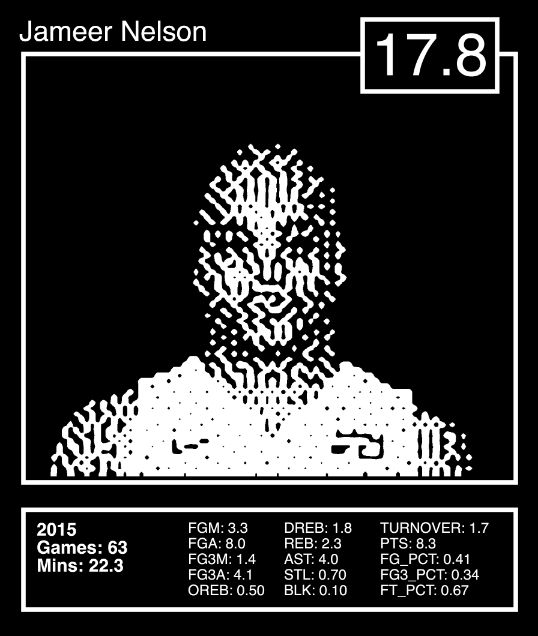 Jameer Nelson
17.8
2015
Games: 63
Mins: 22.3
FGM: 3.3
FGA: 8.0
FG3M: 1.4
FG3A: 4.1
OREB: 0.50
DREB: 1.8
REB: 2.3
AST: 4.0
STL: 0.70
BLK: 0.10
TURNOVER: 1.7
PTS: 8.3
FG_PCT: 0.41
FG3_PCT: 0.34
FT_PCT: 0.67